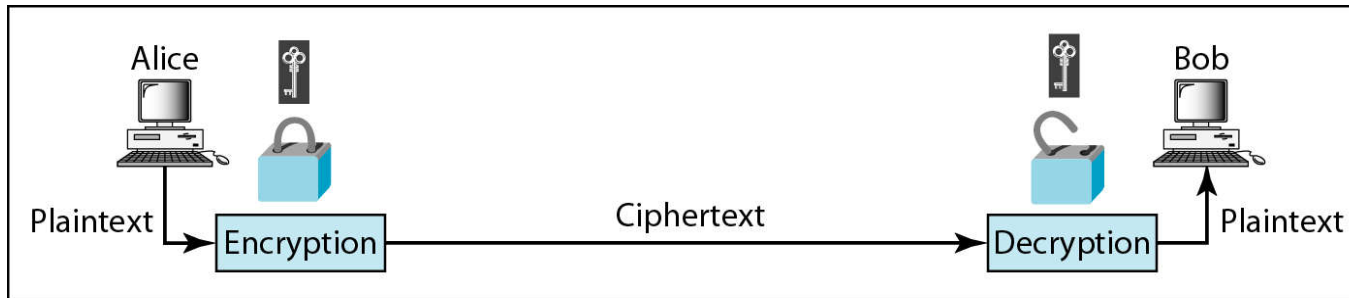 Alice
Bob
Plaintext
Encryption
Ciphertext
Decryption
Plaintext